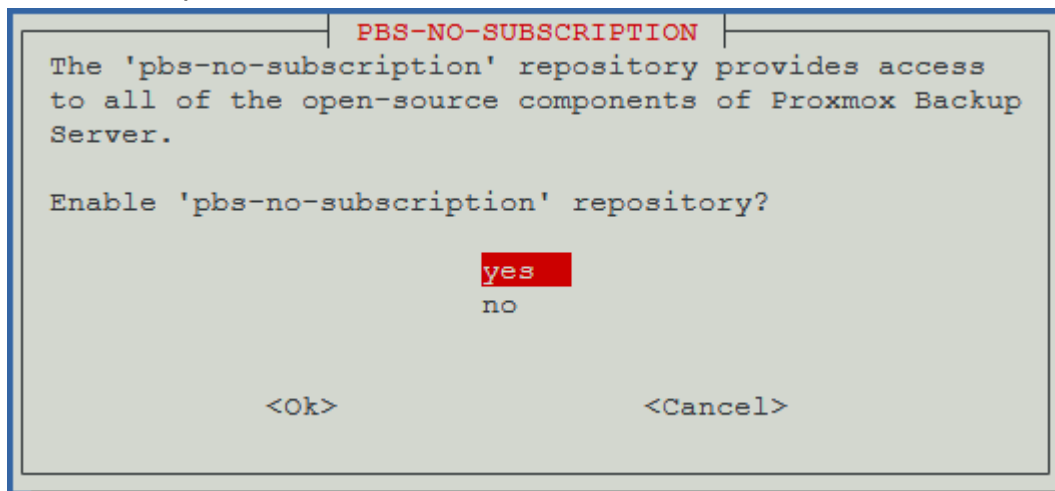 PBS-NO-SUBSCRIPTION
The 'pbs-no-subscription' repository provides access
to all of the open-source components of Proxmox Backup
Server.
Enable 'pbs-no-subscription' repository?
yes
no
<Ok> <Cancel>